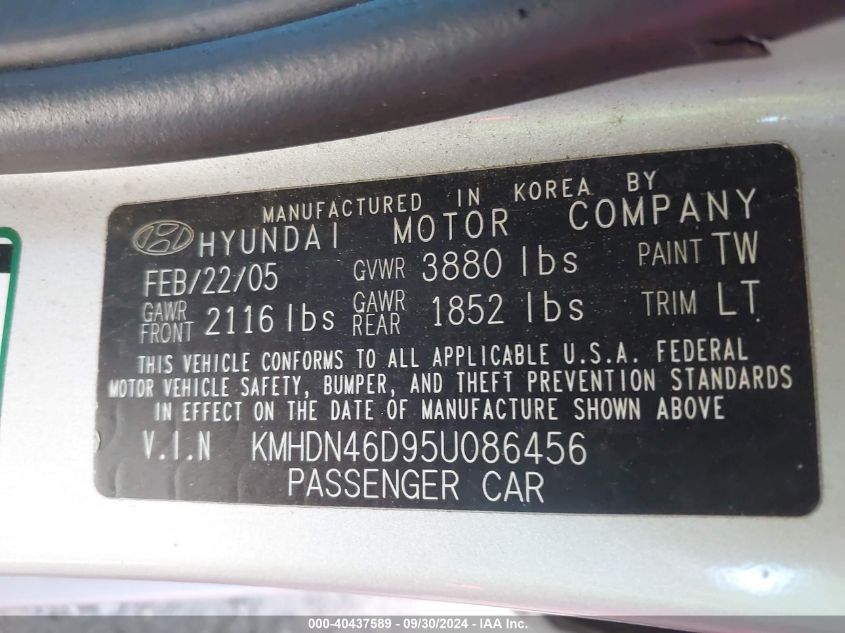 MANUFACTURED IN KOREA BY
HYUNDAI MOTOR COMPANY
FEB/22/05 GVWR 3880 lbs PAINT TW
GAWR FRONT 2116 lbs GAWR REAR 1852 lbs TRIM LT
THIS VEHICLE CONFORMS TO ALL APPLICABLE U.S.A. FEDERAL
MOTOR VEHICLE SAFETY, BUMPER, AND THEFT PREVENTION STANDARDS
IN EFFECT ON THE DATE OF MANUFACTURE SHOWN ABOVE
V.I.N KMHDN46D95U086456
PASSENGER CAR
000-40437589 - 09/30/2024 - IAA Inc.